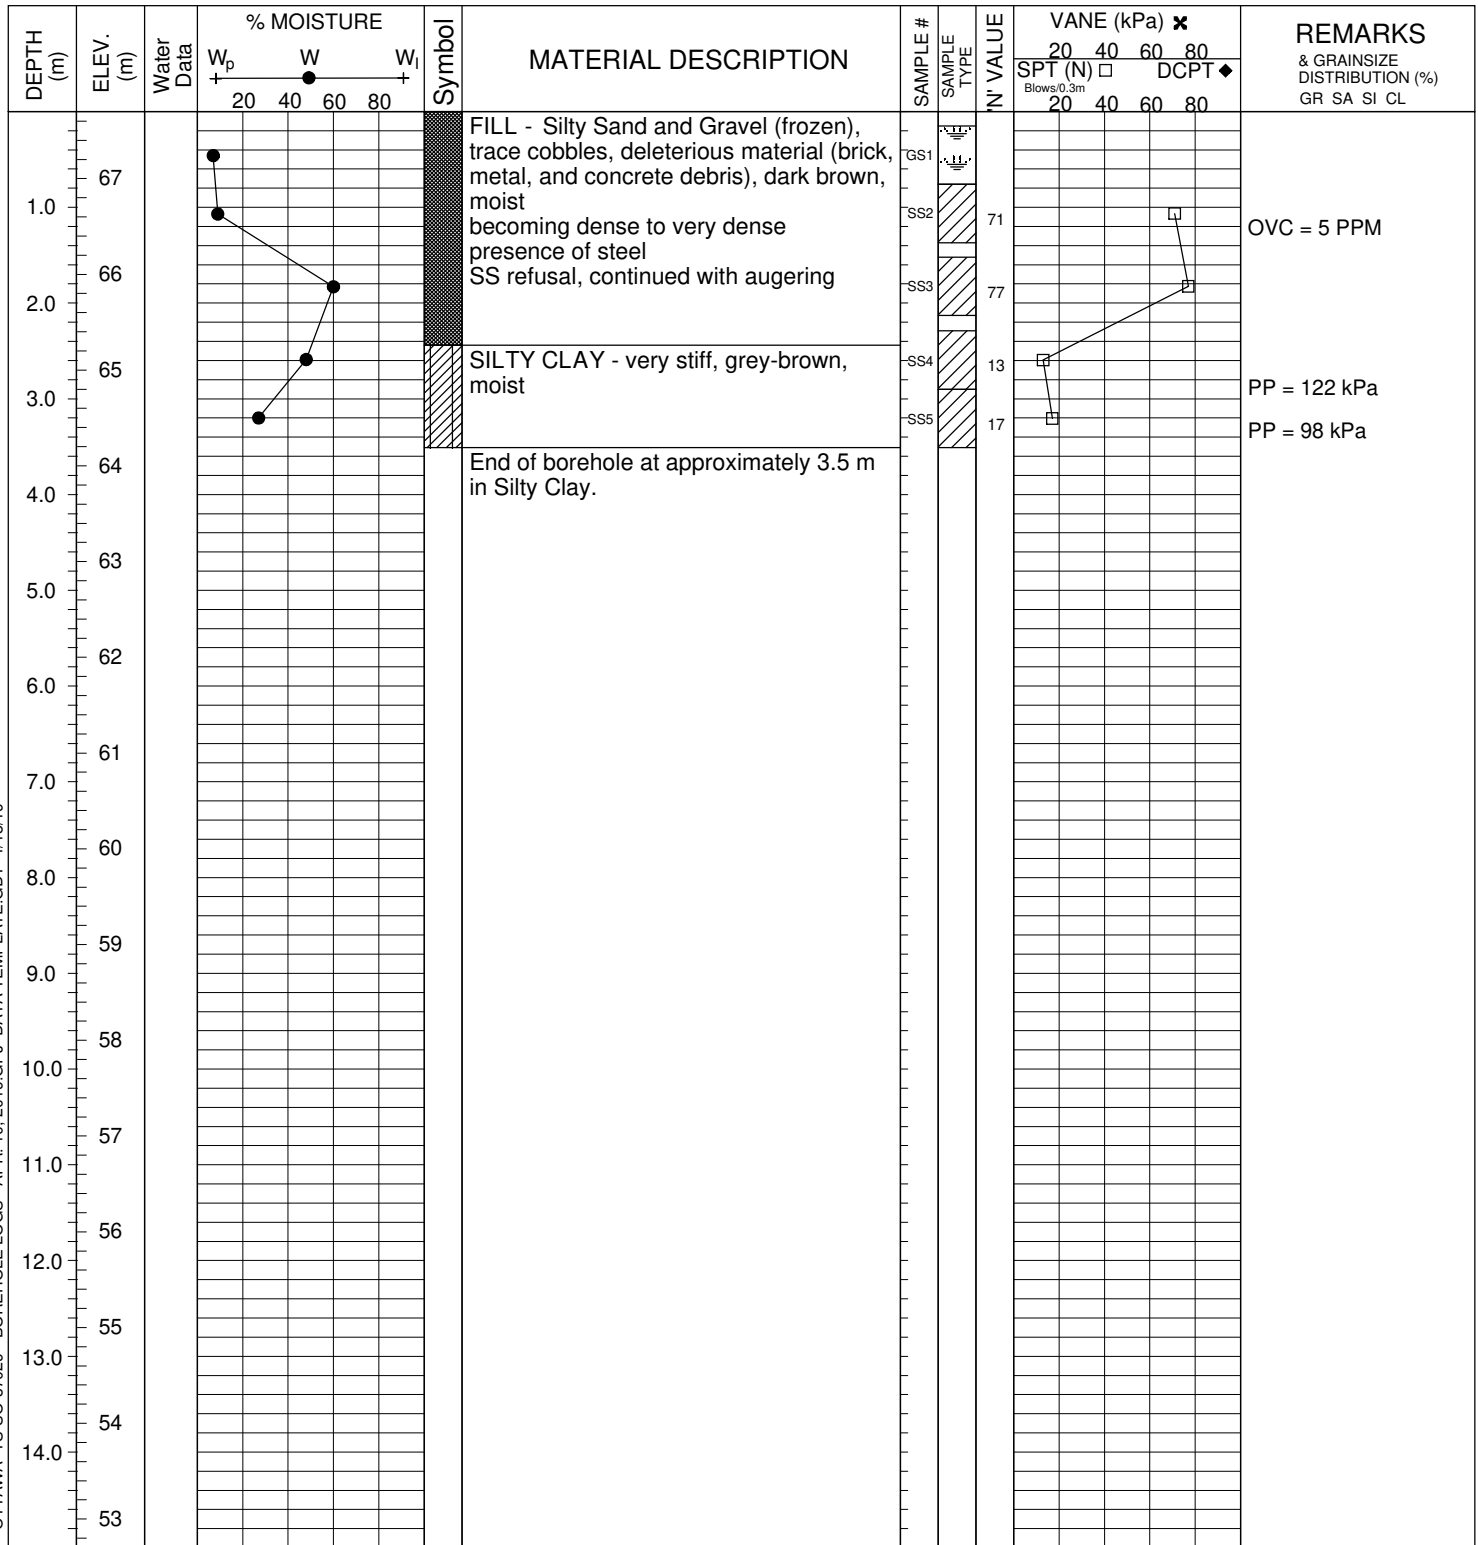 DEPTH (m)
ELEV. (m)
Water Data
% MOISTURE
Wp W Wl
20 40 60 80
Symbol
MATERIAL DESCRIPTION
SAMPLE #
SAMPLE TYPE
'N' VALUE
VANE (kPa) ✖
20 40 60 80
SPT (N) □ DCPT ◆
Blows/0.3m
20 40 60 80
REMARKS
& GRAINSIZE
DISTRIBUTION (%)
GR SA SI CL
FILL - Silty Sand and Gravel (frozen),
trace cobbles, deleterious material (brick,
metal, and concrete debris), dark brown,
moist
becoming dense to very dense
presence of steel
SS refusal, continued with augering
SILTY CLAY - very stiff, grey-brown,
moist
End of borehole at approximately 3.5 m
in Silty Clay.
GS1
SS2 71
SS3 77
SS4 13
SS5 17
OVC = 5 PPM
PP = 122 kPa
PP = 98 kPa
67
1.0
66
2.0
65
3.0
64
4.0
63
5.0
62
6.0
61
7.0
60
8.0
59
9.0
58
10.0
57
11.0
56
12.0
55
13.0
54
14.0
53